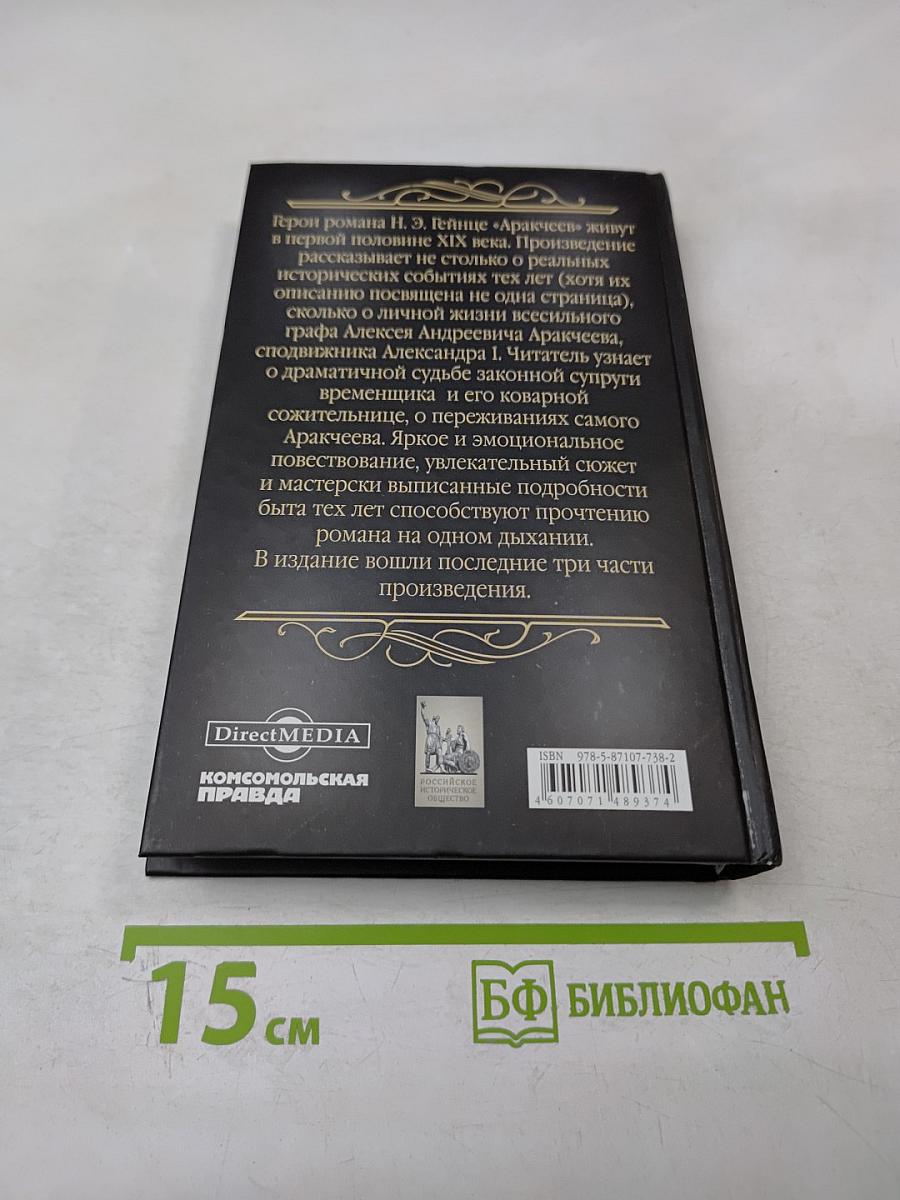 Герои романа Н. Э. Гейнце «Аракчеев» живут
в первой половине XIX века. Произведение
рассказывает не столько о реальных
исторических событиях тех лет (хотя их
описанию посвящена не одна страница),
сколько о личной жизни всесильного
графа Алексея Андреевича Аракчеева,
сподвижника Александра I. Читатель узнает
о драматичной судьбе законной супруги
временщика и его коварной
сожительнице, о переживаниях самого
Аракчеева. Яркое и эмоциональное
повествование, увлекательный сюжет
и мастерски выписанные подробности
быта тех лет способствуют прочтению
романа на одном дыхании.
В издание вошли последние три части
произведения.
DirectMEDIA
КОМСОМОЛЬСКАЯ
ПРАВДА
РОССИЙСКОЕ
ИСТОРИЧЕСКОЕ
ОБЩЕСТВО
ISBN 978-5-87107-738-2
4 607071 489374
15 см
БФ БИБЛИОФАН